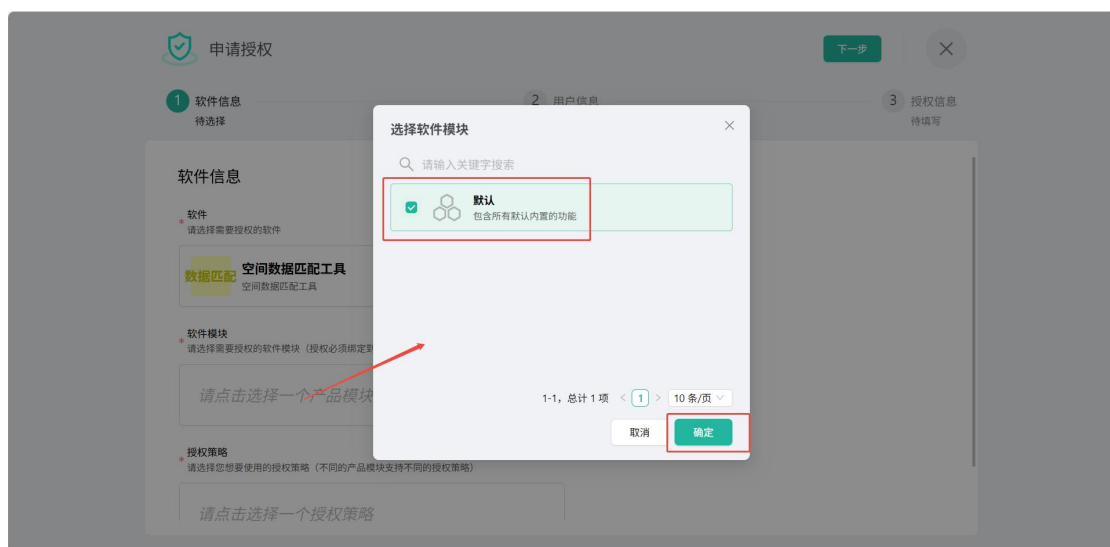 申请授权
下一步
1 软件信息
待选择
2 用户信息
3 授权信息
待填写
选择软件模块
请输入关键字搜索
默认
包含所有默认内置的功能
软件信息
* 软件
请选择需要授权的软件
数据匹配
空间数据匹配工具
空间数据匹配工具
* 软件模块
请选择需要授权的软件模块（授权必须绑定到
请点击选择一个产品模块
1-1，总计 1 项 < 1 > 10 条/页
取消
确定
* 授权策略
请选择您想要使用的授权策略（不同的产品模块支持不同的授权策略）
请点击选择一个授权策略